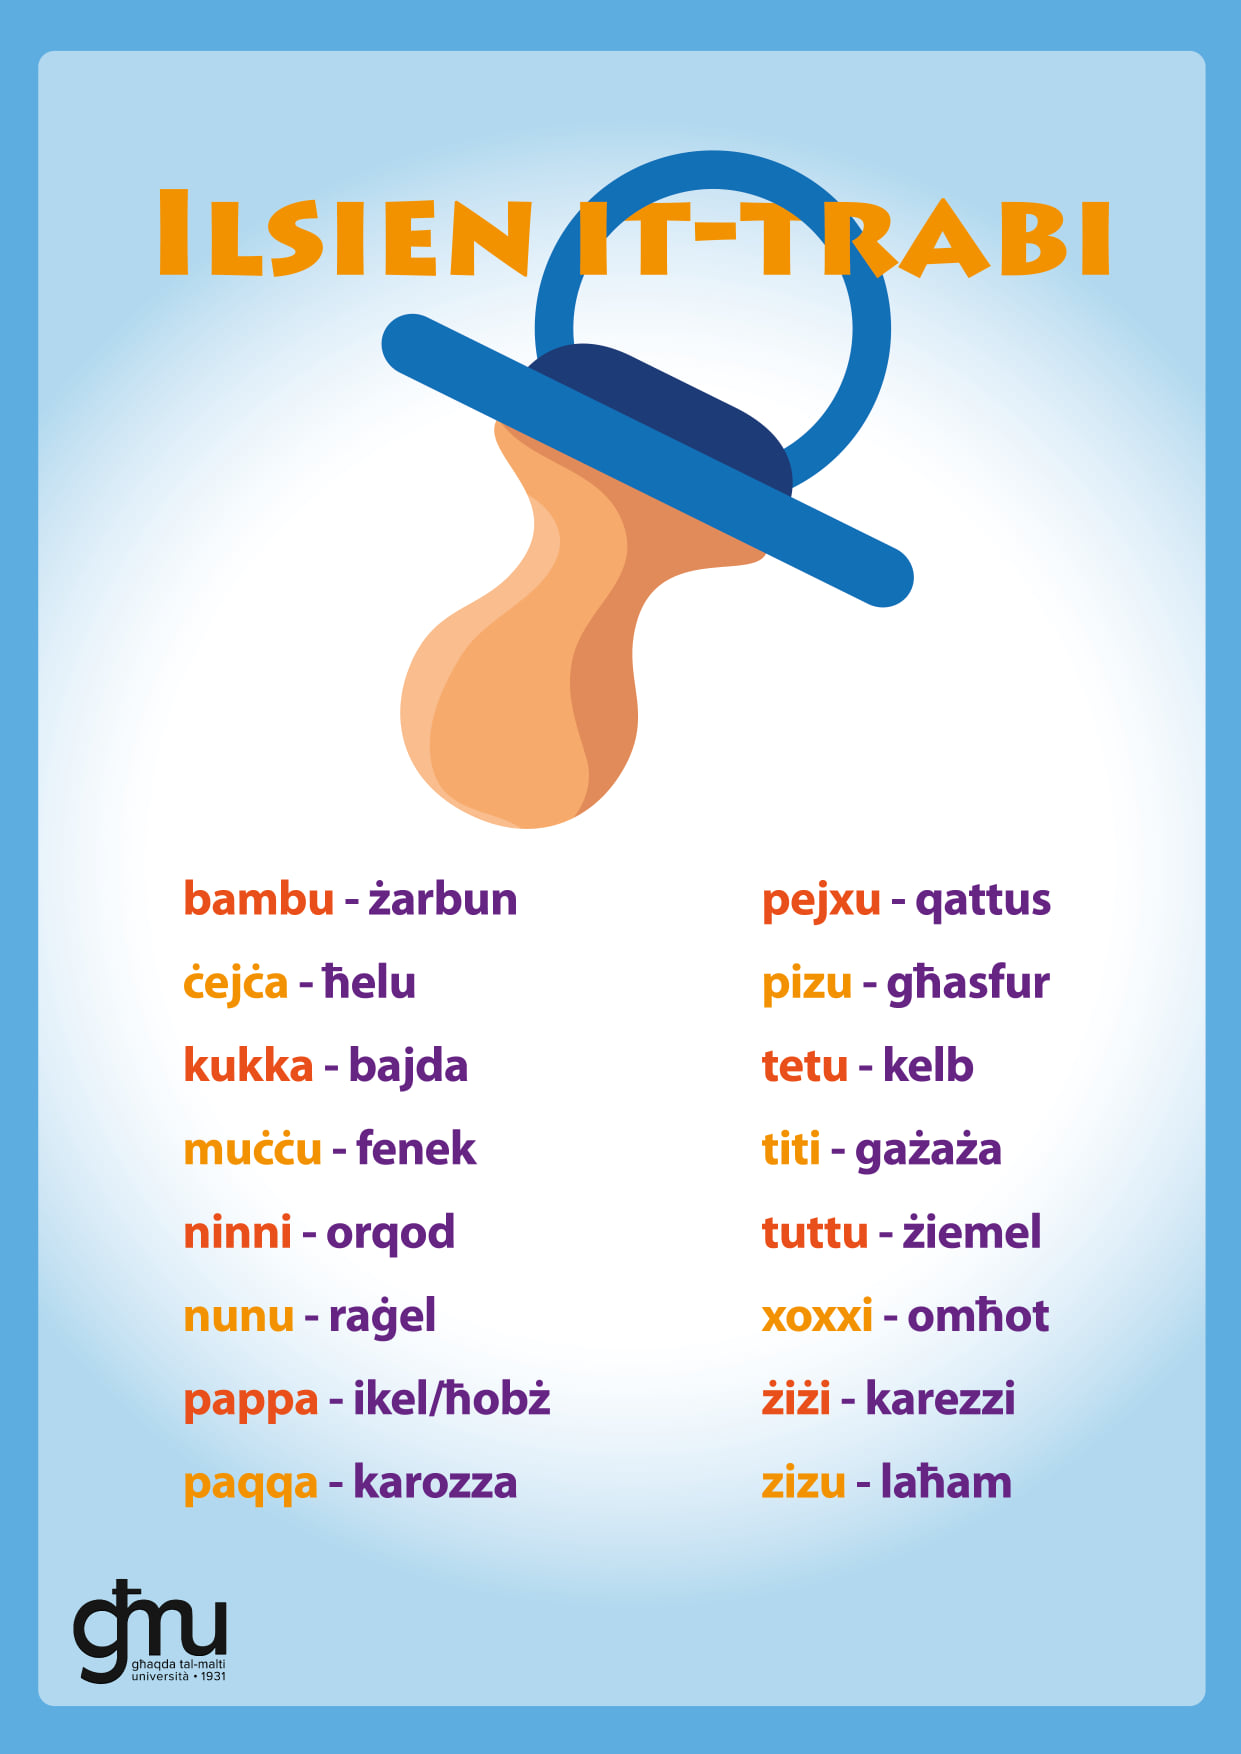 Ilsien it-trabi
bambu - żarbun
ċejċa - ħelu
kukka - bajda
muċċu - fenek
ninni - orqod
nunu - raġel
pappa - ikel/ħobż
paqqa - karozza
pejxu - qattus
pizu - għasfur
tetu - kelb
titi - gażaża
tuttu - żiemel
xoxxi - omħot
żiżi - karezzi
zizu - laħam
għmu
għaqda tal-malti
università • 1931